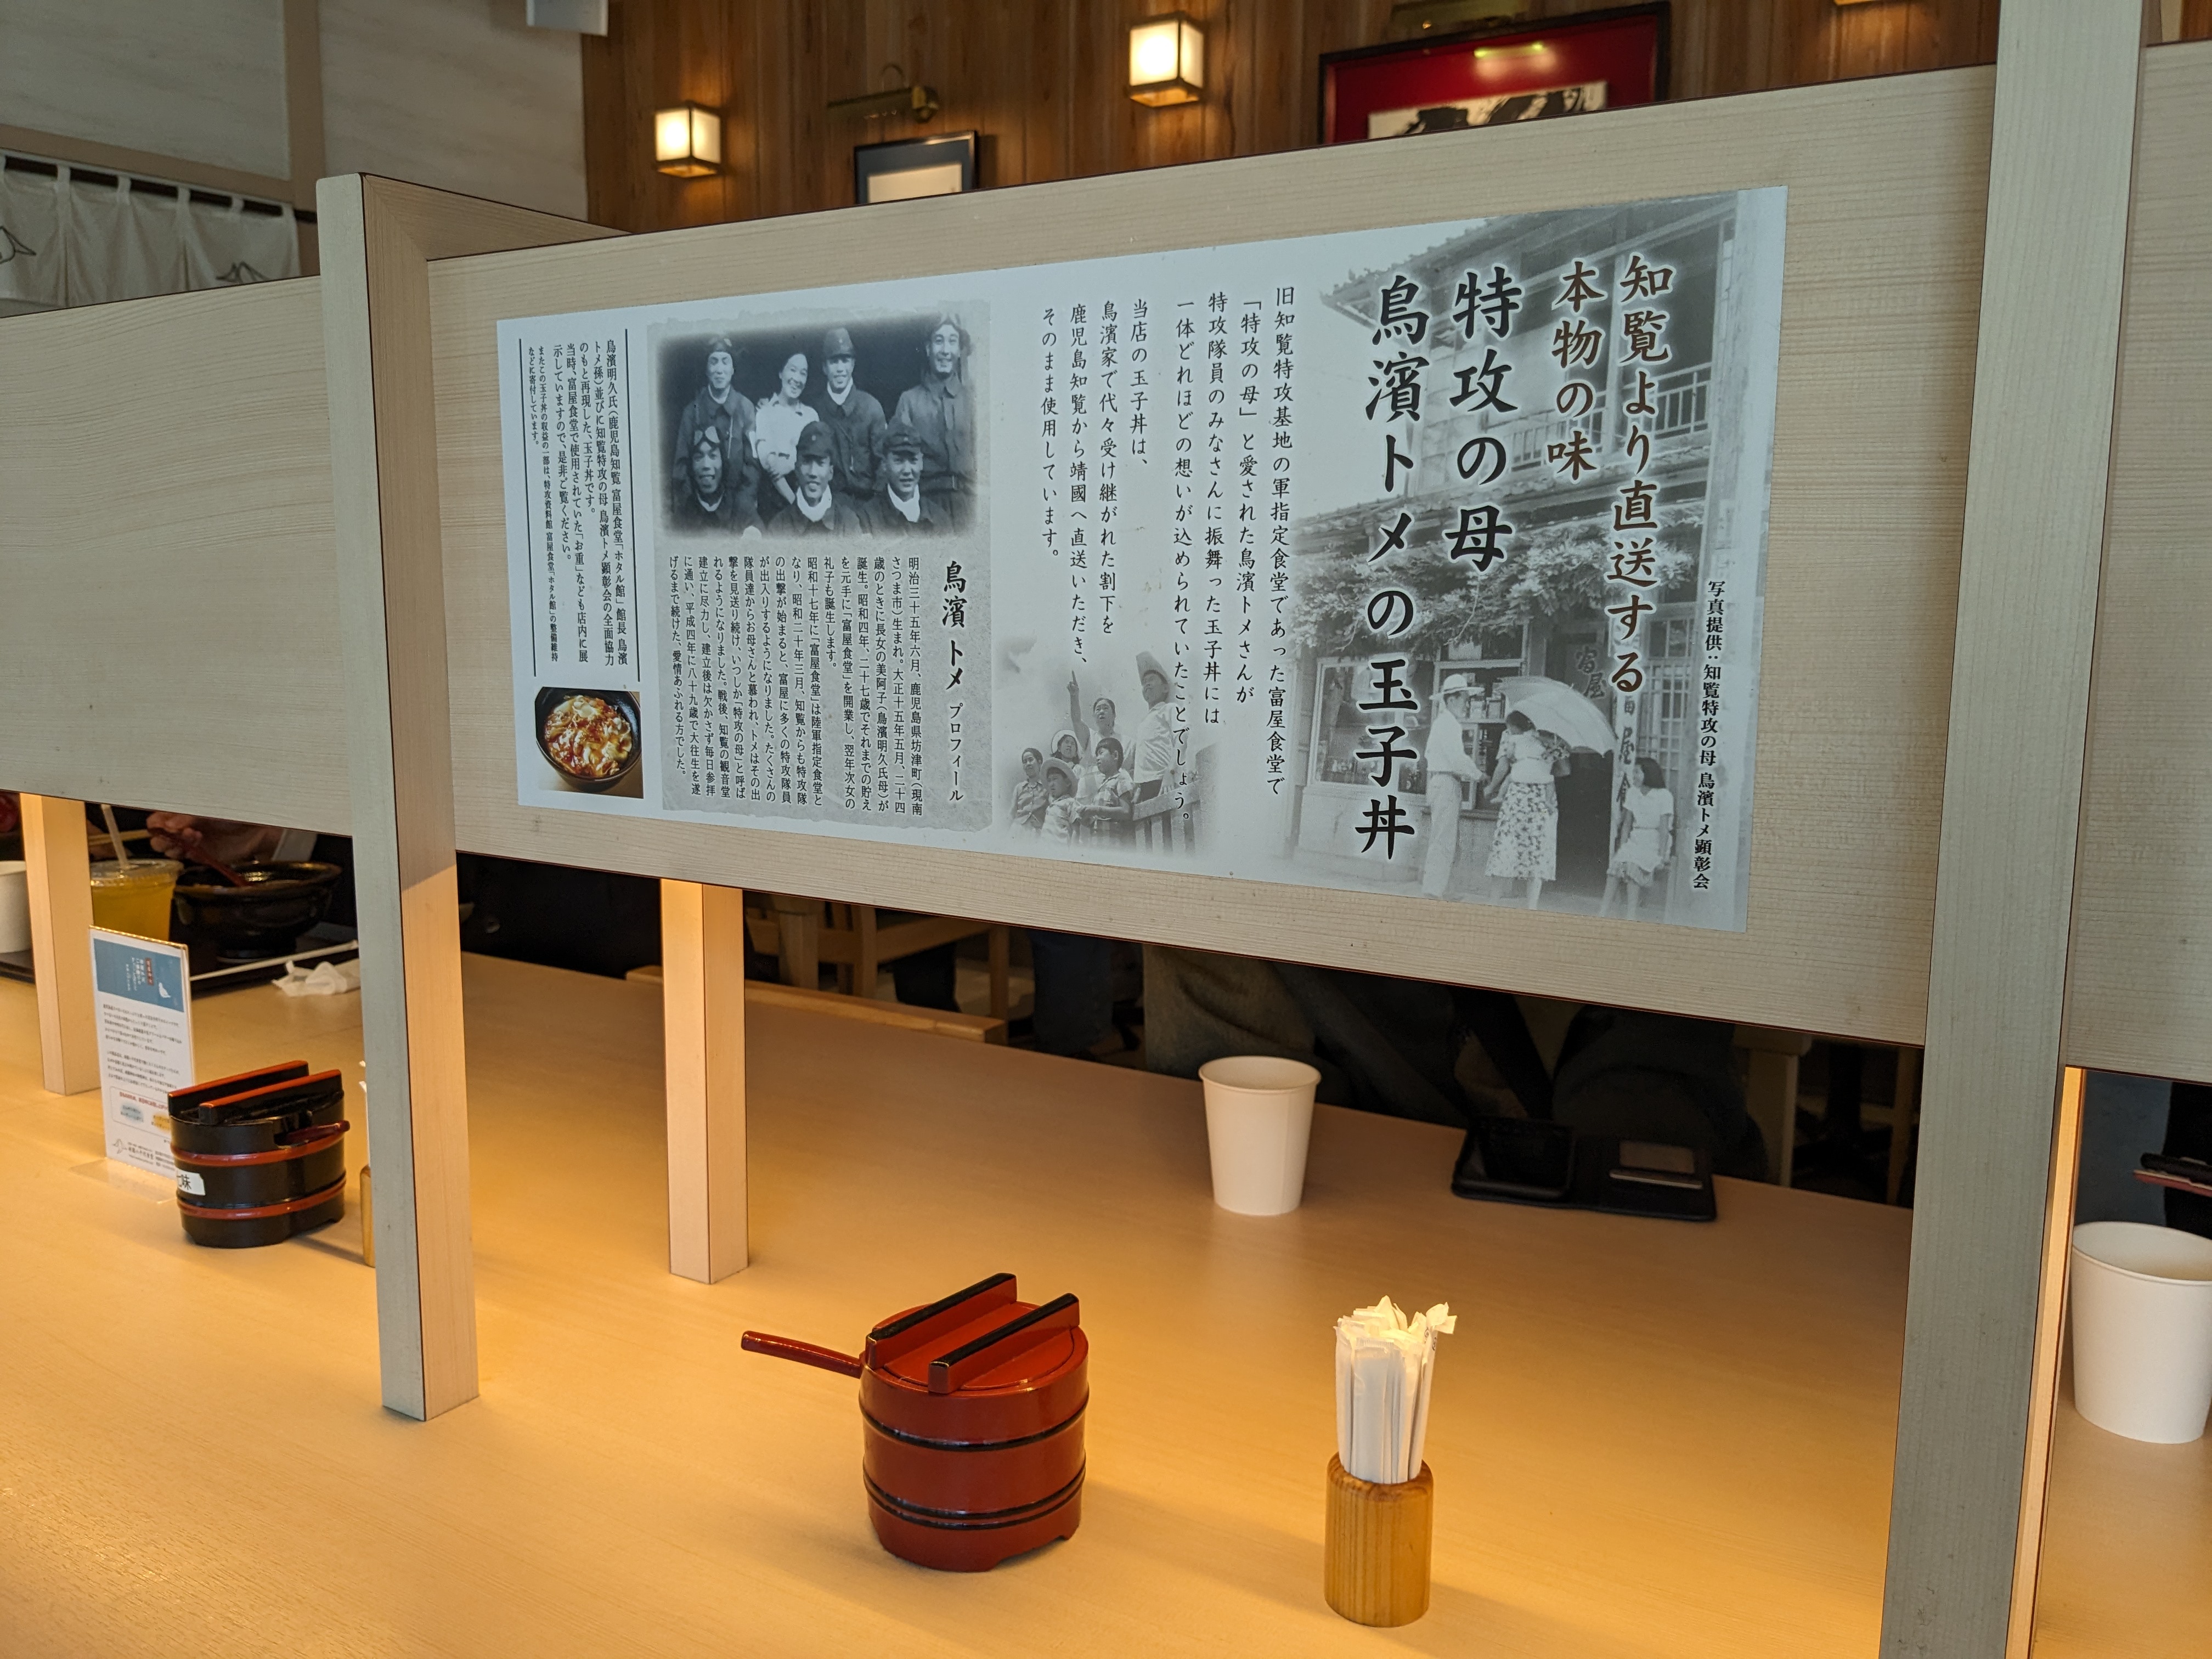 知覧より直送する
本物の味
特攻の母
鳥濱トメの玉子丼
写真提供：知覧特攻の母 鳥濱トメ顕彰会
旧知覧特攻基地の軍指定食堂であった富屋食堂で
「特攻の母」と愛された鳥濱トメさんが
特攻隊員のみなさんに振舞った玉子丼には
一体どれほどの想いが込められていたことでしょう。
当店の玉子丼は、
鳥濱家で代々受け継がれた割下を
鹿児島知覧から靖國へ直送いただき、
そのまま使用しています。
鳥濱トメ プロフィール
明治三十五年六月、鹿児島県坊津町（現南
さつま市）生まれ。大正十五年五月、二十四
歳のときに長女の美阿子（鳥濱明久氏母）が
誕生。昭和四年、二十七歳でそれまでの貯え
を元手に「富屋食堂」を開業し、翌年次女の
礼子も誕生します。
昭和十七年に「富屋食堂」は陸軍指定食堂と
なり、昭和二十年三月、知覧からも特攻隊
の出撃が始まると、富屋に多くの特攻隊員
が出入りするようになりました。たくさんの
隊員達からお母さんと慕われ、トメはその出
撃を見送り続け、いつしか「特攻の母」と呼ば
れるようになりました。戦後、知覧の観音堂
建立に尽力し、建立後は欠かさず毎日参拝
に通い、平成四年に八十九歳で大往生を遂
げるまで続けた、愛情あふれる方でした。
鳥濱明久氏（鹿児島知覧 富屋食堂「ホタル館」館長 鳥濱
トメ孫）並びに知覧特攻の母 鳥濱トメ顕彰会の全面協力
のもと再現した、玉子丼です。
当時、富屋食堂で使用されていた「お重」なども店内に展
示していますので、是非ご覧ください。
またこの玉子丼の収益の一部は、特攻資料館 富屋食堂「ホタル館」の整備維持
などに寄付しています。
富屋
味